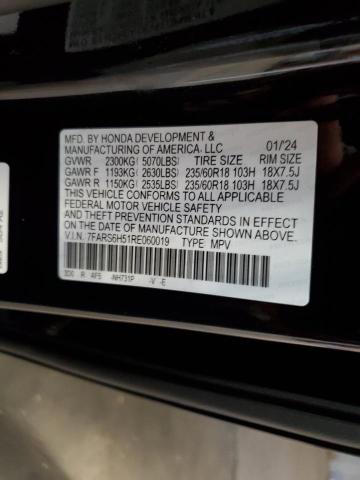 MFD. BY HONDA DEVELOPMENT &
MANUFACTURING OF AMERICA, LLC 01/'24
GVWR 2300KG( 5070LBS) TIRE SIZE RIM SIZE
GAWR F 1193KG( 2630LBS) 235/60R18 103H 18X7.5J
GAWR R 1150KG( 2535LBS) 235/60R18 103H 18X7.5J
THIS VEHICLE CONFORMS TO ALL APPLICABLE
FEDERAL MOTOR VEHICLE SAFETY AND
THEFT PREVENTION STANDARDS IN EFFECT
ON THE DATE OF MANUFACTURE SHOWN ABOVE.
V.I.N. 7FARS6H51RE060019 TYPE MPV
3D0 R AF5 -NH731P -V -E